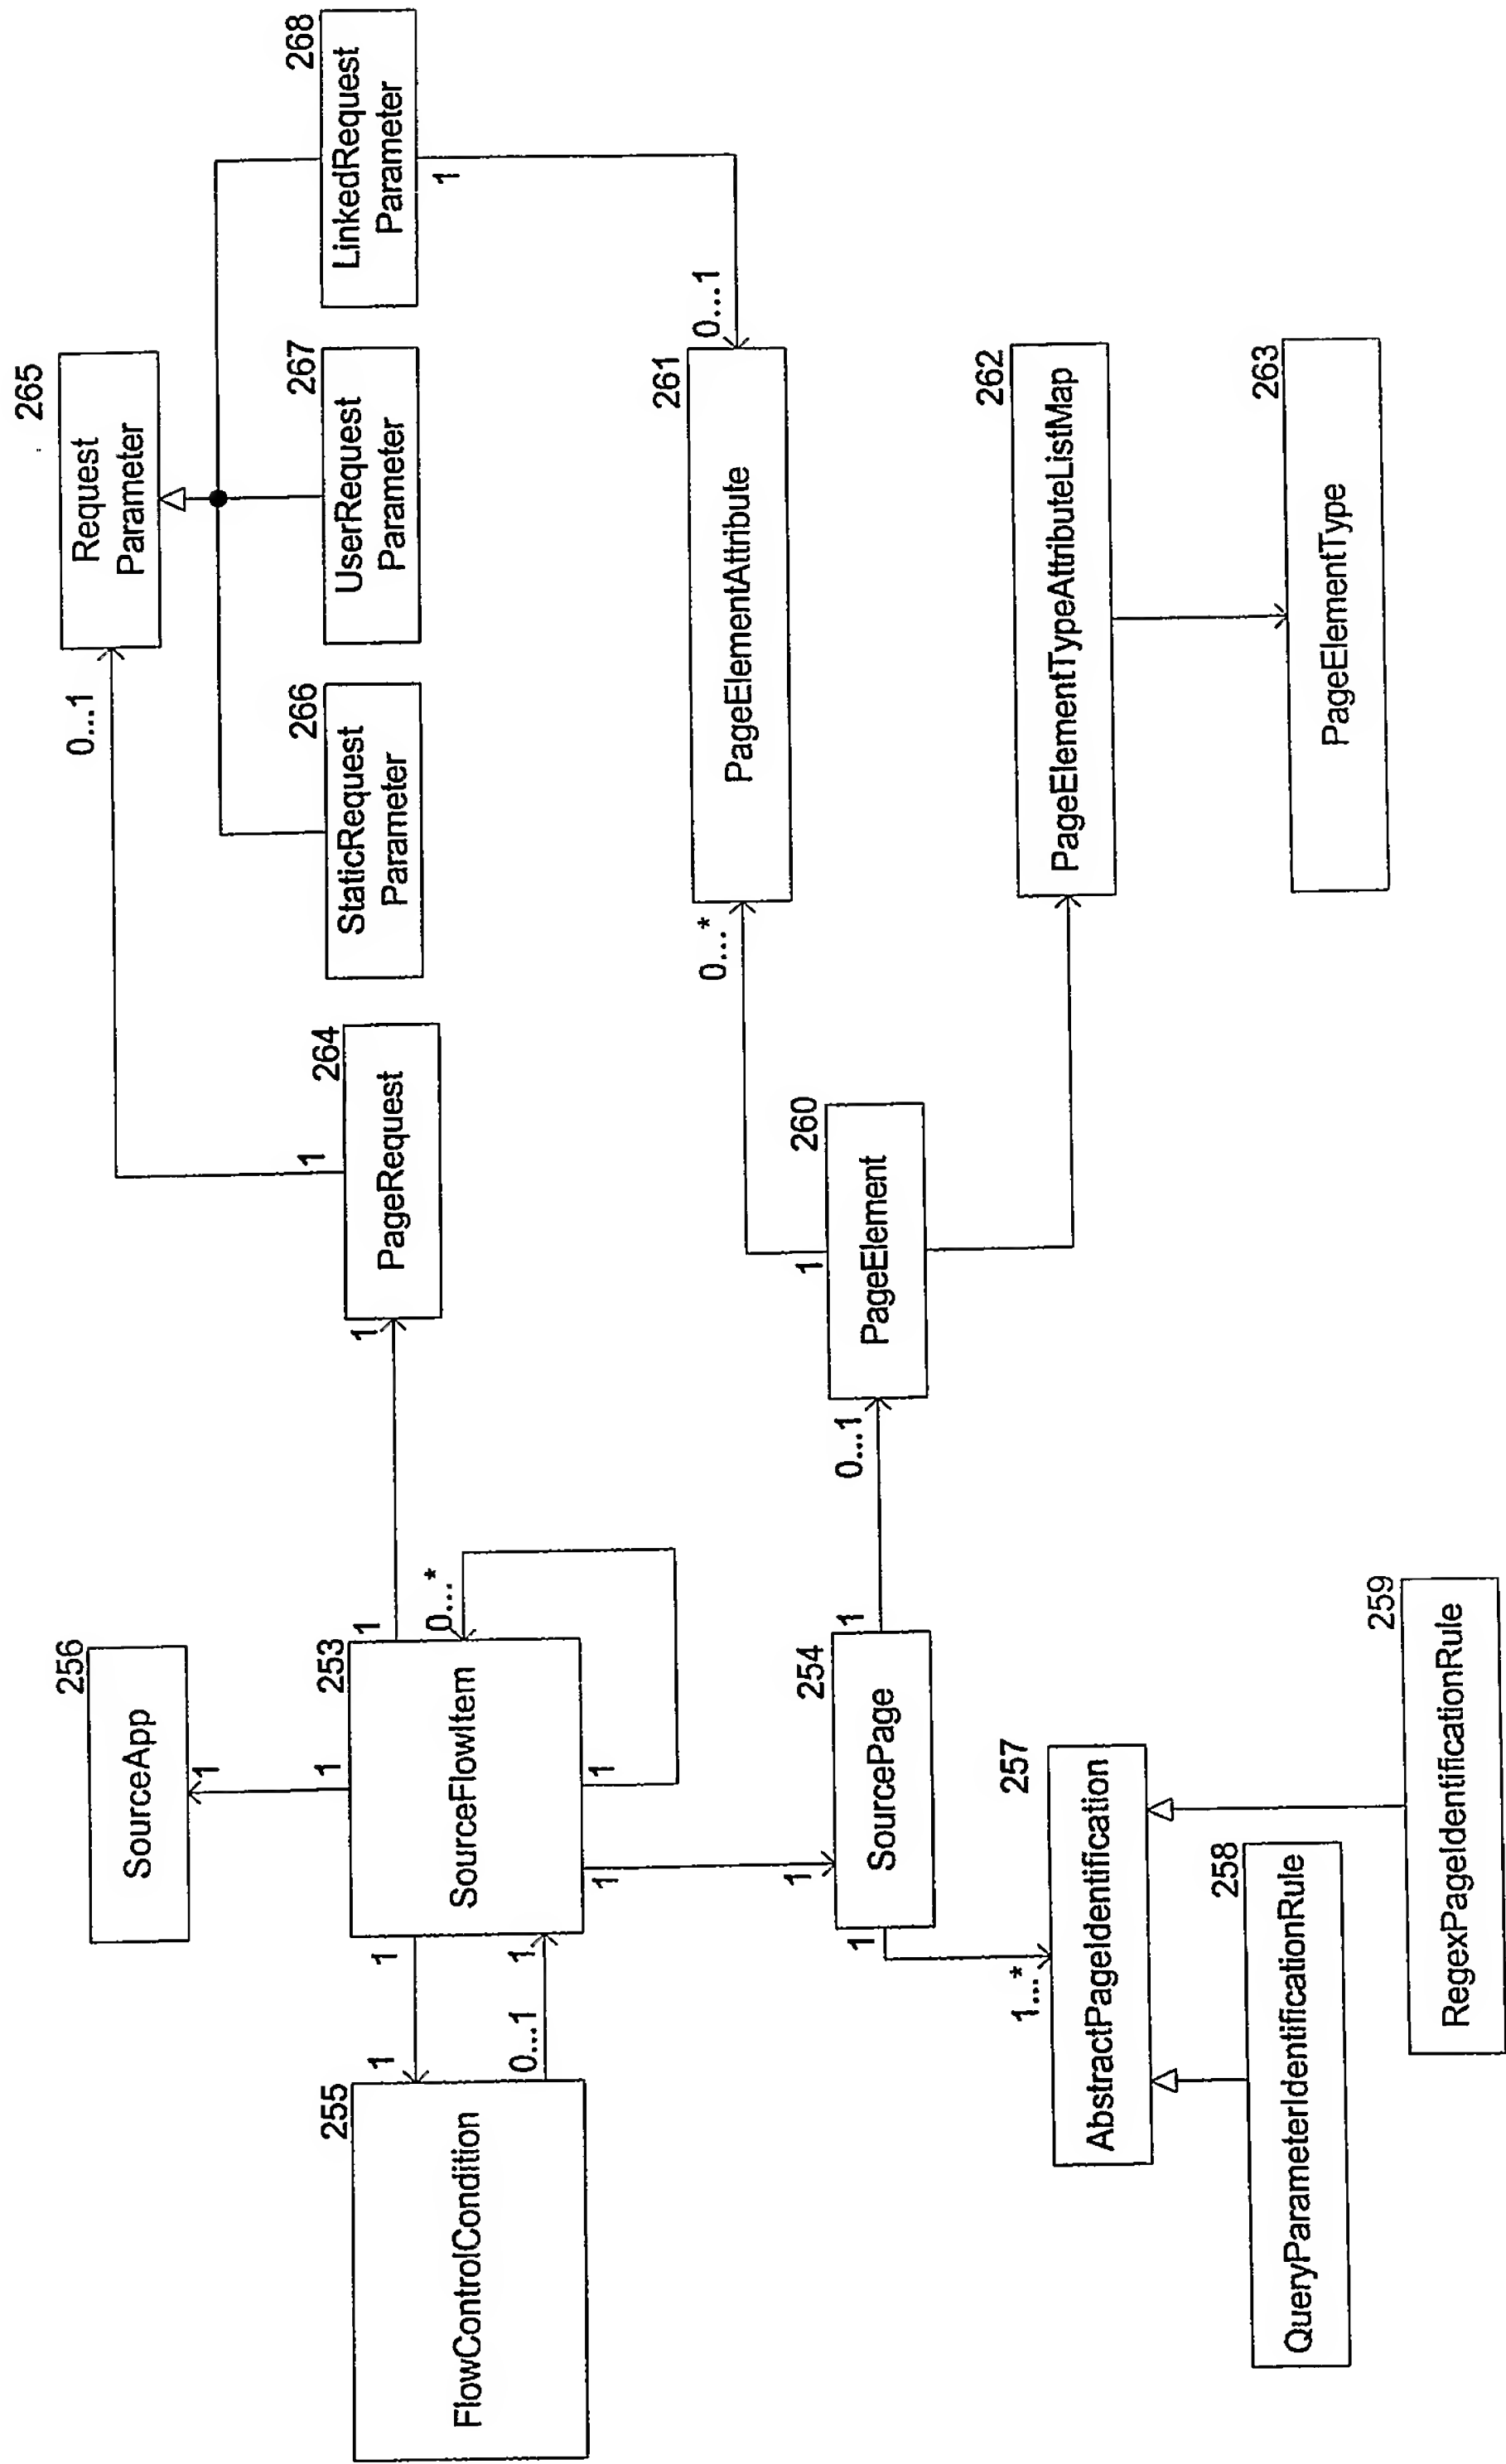 256
SourceApp
1
1
265
Request
Parameter
0...1
268
LinkedRequest
Parameter
1
267
UserRequest
Parameter
266
StaticRequest
Parameter
264
PageRequest
1
1
1
253
SourceFlowItem
0...*
1
1
1
1
255
FlowControlCondition
1
0...1
0...1
261
PageElementAttribute
0...*
260
PageElement
1
0...1
1
254
SourcePage
1
1
1...*
257
AbstractPageIdentification
262
PageElementTypeAttributeListMap
263
PageElementType
258
QueryParameterIdentificationRule
259
RegexPageIdentificationRule